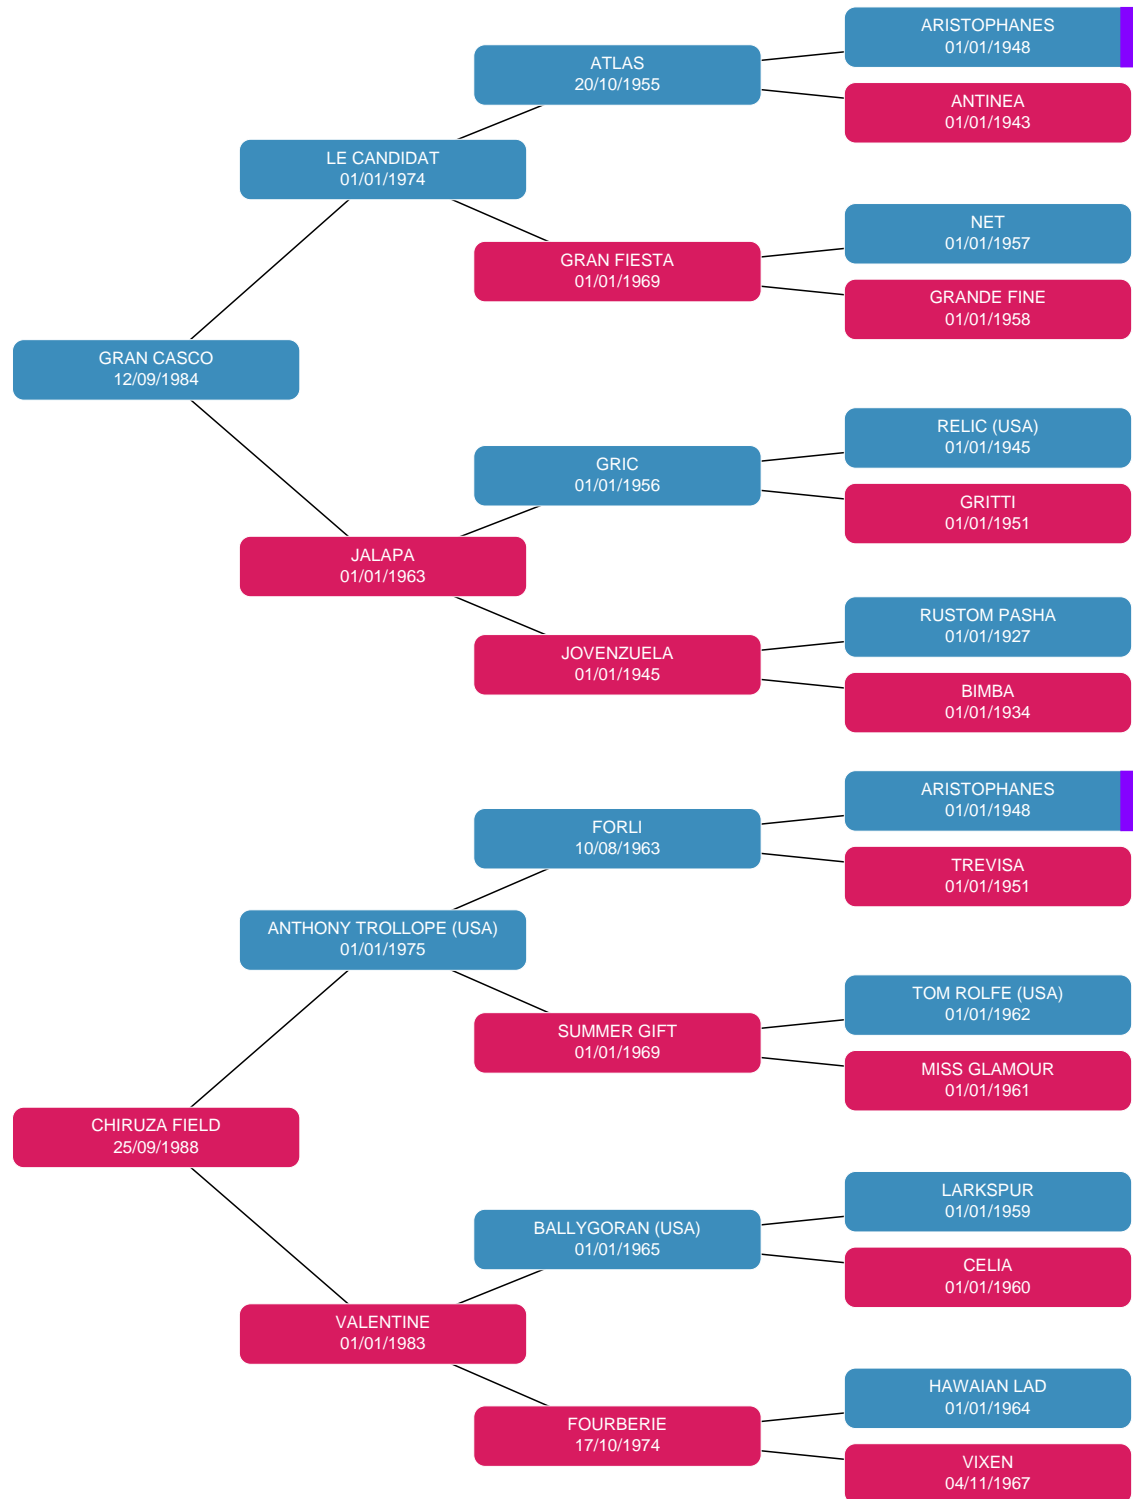 ARISTOPHANES
01/01/1948
ATLAS
20/10/1955
ANTINEA
01/01/1943
LE CANDIDAT
01/01/1974
NET
01/01/1957
GRAN FIESTA
01/01/1969
GRANDE FINE
01/01/1958
GRAN CASCO
12/09/1984
RELIC (USA)
01/01/1945
GRIC
01/01/1956
GRITTI
01/01/1951
JALAPA
01/01/1963
RUSTOM PASHA
01/01/1927
JOVENZUELA
01/01/1945
BIMBA
01/01/1934
ARISTOPHANES
01/01/1948
FORLI
10/08/1963
TREVISA
01/01/1951
ANTHONY TROLLOPE (USA)
01/01/1975
TOM ROLFE (USA)
01/01/1962
SUMMER GIFT
01/01/1969
MISS GLAMOUR
01/01/1961
CHIRUZA FIELD
25/09/1988
LARKSPUR
01/01/1959
BALLYGORAN (USA)
01/01/1965
CELIA
01/01/1960
VALENTINE
01/01/1983
HAWAIAN LAD
01/01/1964
FOURBERIE
17/10/1974
VIXEN
04/11/1967